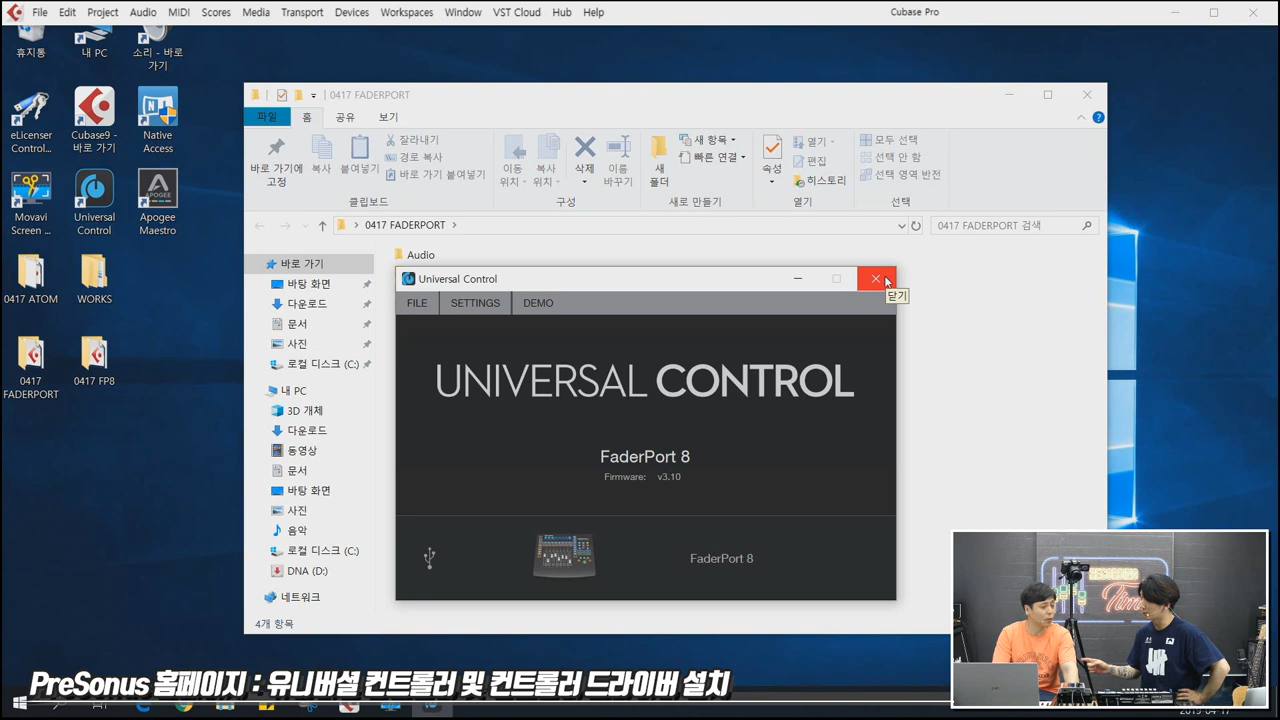 File Edit Project Audio MIDI Scores Media Transport Devices Workspaces Window VST Cloud Hub Help Cubase Pro
휴지통
내 PC
소리 - 바로
가기
eLicenser
Control...
Cubase9 -
바로 가기
Native
Access
Movavi
Screen ...
Universal
Control
Apogee
Maestro
0417 ATOM
WORKS
0417
FADERPORT
0417 FP8
0417 FADERPORT
파일 홈 공유 보기
바로 가기에
고정
복사
붙여넣기
잘라내기
경로 복사
바로 가기 붙여넣기
클립보드
이동
위치
복사
위치
삭제
이름
바꾸기
구성
새
폴더
새 항목
빠른 연결
새로 만들기
속성
열기
편집
히스토리
열기
모두 선택
선택 안 함
선택 영역 반전
선택
0417 FADERPORT
0417 FADERPORT 검색
바로 가기
바탕 화면
다운로드
문서
사진
로컬 디스크 (C:)
내 PC
3D 개체
다운로드
동영상
문서
바탕 화면
사진
음악
로컬 디스크 (C:)
DNA (D:)
네트워크
4개 항목
Audio
Universal Control
닫기
FILE SETTINGS DEMO
UNIVERSAL CONTROL
FaderPort 8
Firmware: v3.10
FaderPort 8
RECORDING
Time
PreSonus 홈페이지 : 유니버셜 컨트롤러 및 컨트롤러 드라이버 설치
2019-04-17